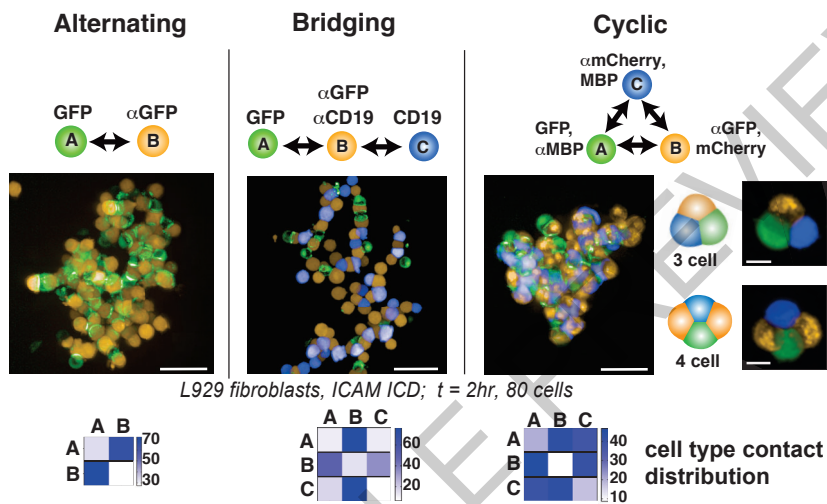 Alternating
Bridging
Cyclic
GFP
αGFP
A
B
αGFP
GFP αCD19 CD19
A
B
C
αmCherry,
MBP
C
GFP,
αMBP
A
B
αGFP,
mCherry
3 cell
4 cell
L929 fibroblasts, ICAM ICD; t = 2hr, 80 cells
A B
A
B
70
50
30
A B C
A
B
C
60
40
20
A B C
A
B
C
40
30
20
10
cell type contact
distribution